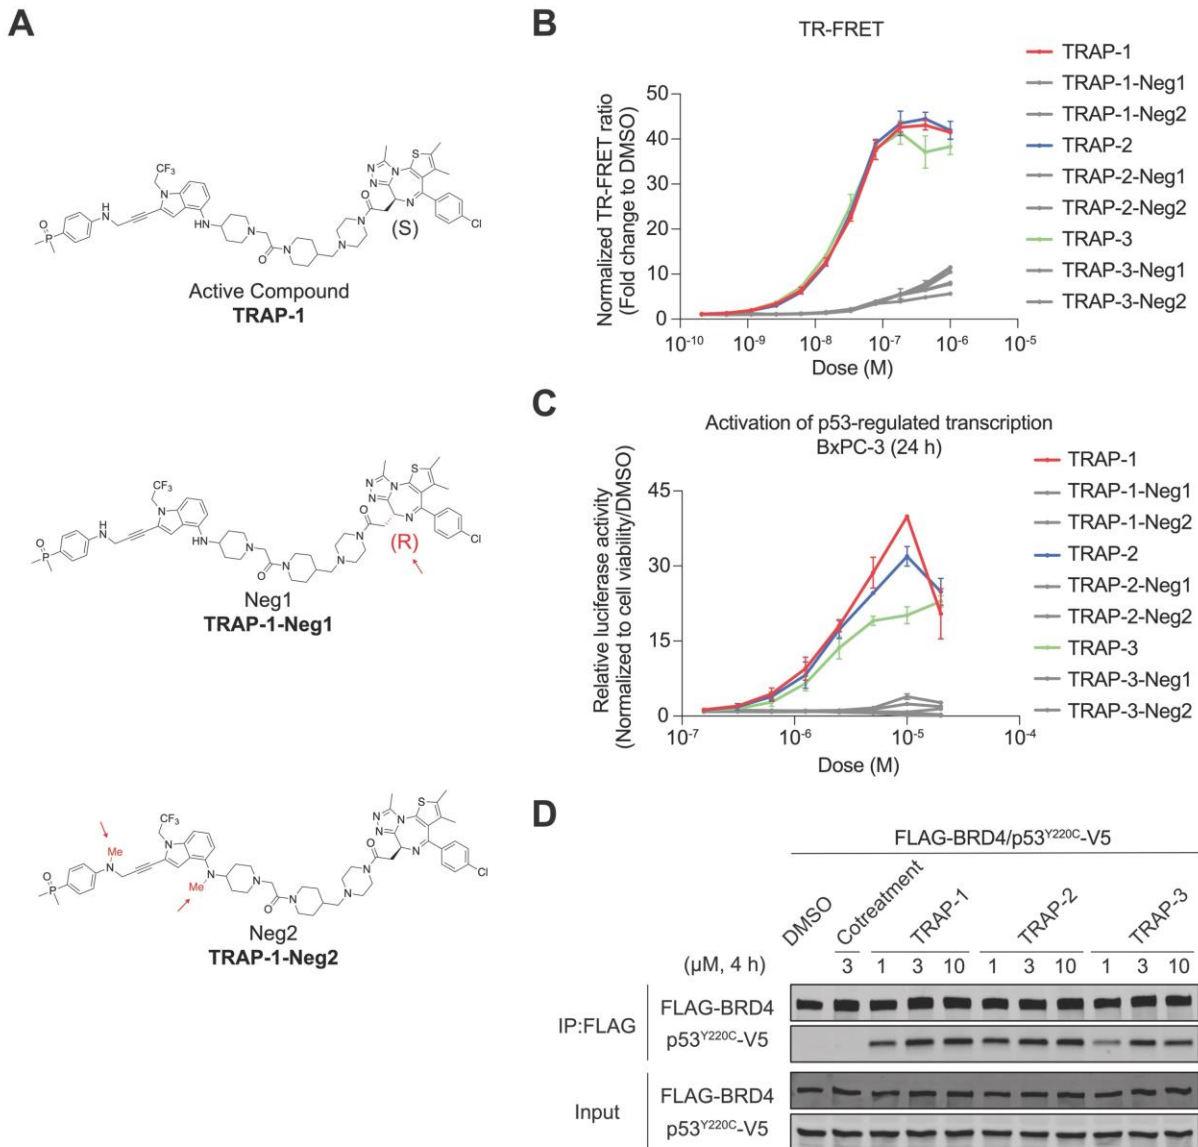 A
CF₃
N
HN
H
N
O
P
N
N
O
N
N
N
O
N
N
N
N
S
Cl
(S)
Active Compound
TRAP-1
CF₃
N
HN
H
N
O
P
N
N
O
N
N
N
O
N
N
N
N
S
Cl
(R)
Neg1
TRAP-1-Neg1
CF₃
Me
N
N
Me
N
O
P
N
N
O
N
N
N
O
N
N
N
N
S
Cl
Neg2
TRAP-1-Neg2
B
TR-FRET
Normalized TR-FRET ratio
(Fold change to DMSO)
50
40
30
20
10
0
10⁻¹⁰ 10⁻⁹ 10⁻⁸ 10⁻⁷ 10⁻⁶ 10⁻⁵
Dose (M)
TRAP-1
TRAP-1-Neg1
TRAP-1-Neg2
TRAP-2
TRAP-2-Neg1
TRAP-2-Neg2
TRAP-3
TRAP-3-Neg1
TRAP-3-Neg2
C
Activation of p53-regulated transcription
BxPC-3 (24 h)
Relative luciferase activity
(Normalized to cell viability/DMSO)
45
30
15
0
10⁻⁷ 10⁻⁶ 10⁻⁵ 10⁻⁴
Dose (M)
TRAP-1
TRAP-1-Neg1
TRAP-1-Neg2
TRAP-2
TRAP-2-Neg1
TRAP-2-Neg2
TRAP-3
TRAP-3-Neg1
TRAP-3-Neg2
D
FLAG-BRD4/p53ʸ²²⁰ᶜ-V5
DMSO Cotreatment TRAP-1 TRAP-2 TRAP-3
(µM, 4 h) 3 1 3 10 1 3 10 1 3 10
IP:FLAG
FLAG-BRD4
p53ʸ²²⁰ᶜ-V5
Input
FLAG-BRD4
p53ʸ²²⁰ᶜ-V5